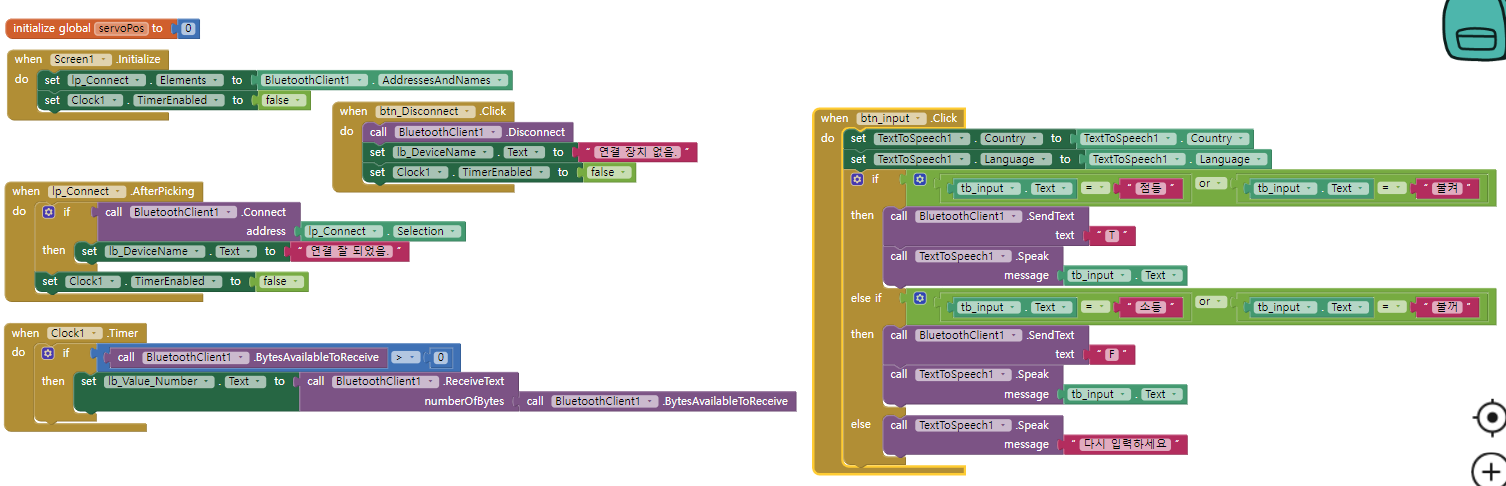 initialize global servoPos to 0
when Screen1 .Initialize
do set lp_Connect . Elements to BluetoothClient1 . AddressesAndNames
set Clock1 . TimerEnabled to false
when btn_Disconnect .Click
do call BluetoothClient1 .Disconnect
set lb_DeviceName . Text to " 연결 장치 없음. "
set Clock1 . TimerEnabled to false
when lp_Connect .AfterPicking
do if call BluetoothClient1 .Connect
address lp_Connect . Selection
then set lb_DeviceName . Text to " 연결 잘 되었음. "
set Clock1 . TimerEnabled to false
when Clock1 .Timer
do if call BluetoothClient1 .BytesAvailableToReceive > 0
then set lb_Value_Number . Text to call BluetoothClient1 .ReceiveText
numberOfBytes call BluetoothClient1 .BytesAvailableToReceive
when btn_input .Click
do set TextToSpeech1 . Country to TextToSpeech1 . Country
set TextToSpeech1 . Language to TextToSpeech1 . Language
if tb_input . Text = " 점등 " or tb_input . Text = " 불켜 "
then call BluetoothClient1 .SendText
text " T "
call TextToSpeech1 .Speak
message tb_input . Text
else if tb_input . Text = " 소등 " or tb_input . Text = " 불꺼 "
then call BluetoothClient1 .SendText
text " F "
call TextToSpeech1 .Speak
message tb_input . Text
else call TextToSpeech1 .Speak
message " 다시 입력하세요 "